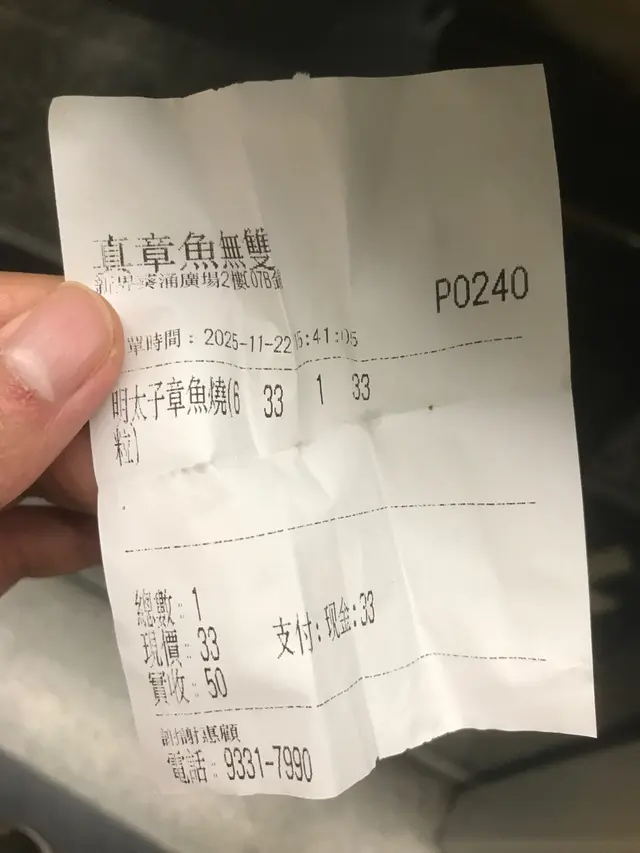 真章魚無雙
新界葵涌廣場2樓078號
P0240
單時間：2025-11-22 15:41:05
明太子章魚燒(6 33 1 33
粒)
總數：1
現價：33
實收：50
支付：现金:33
謝謝惠顧
電話：9331-7990